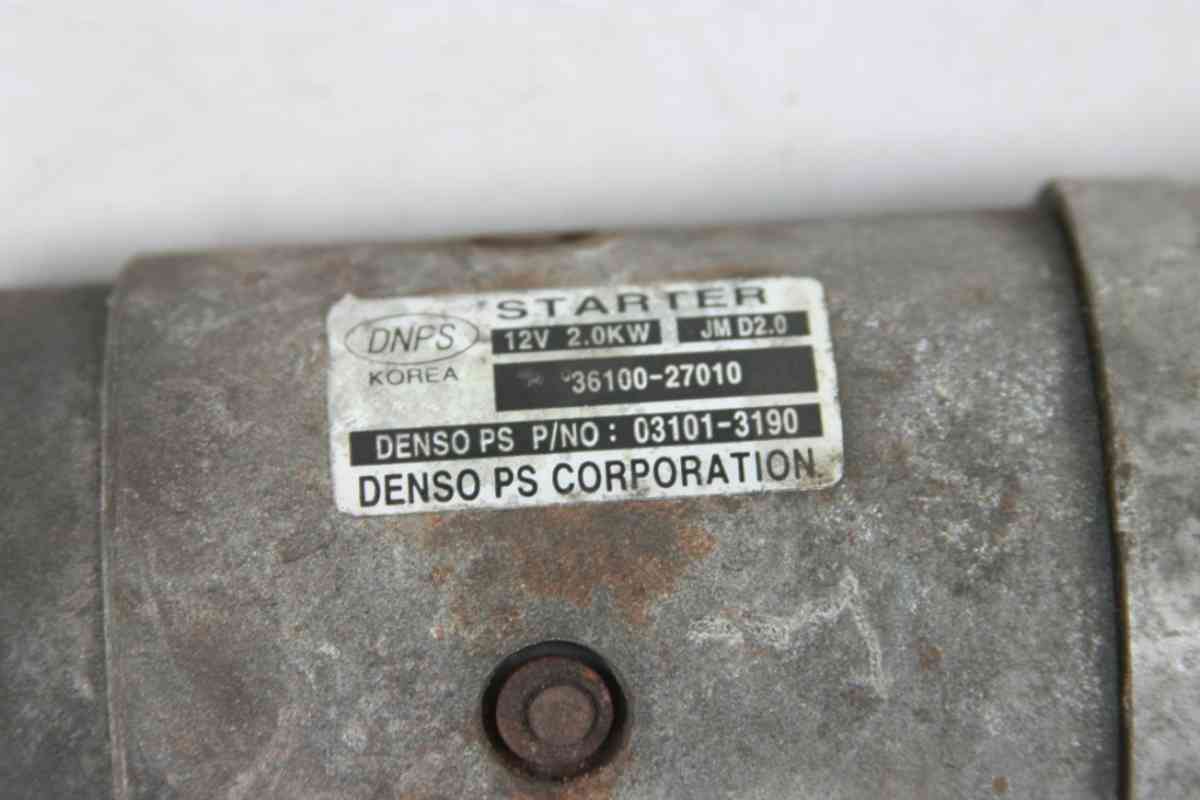 STARTER
DNPS 12V 2.0KW JM D2.0
KOREA 36100-27010
DENSO PS P/NO: 03101-3190
DENSO PS CORPORATION